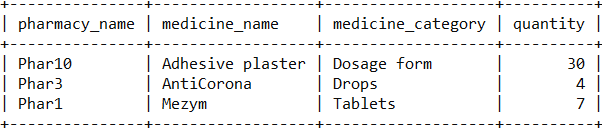 +---------------+------------------+-------------------+----------+
| pharmacy_name | medicine_name    | medicine_category | quantity |
+---------------+------------------+-------------------+----------+
| Phar10        | Adhesive plaster | Dosage form       |       30 |
| Phar3         | AntiCorona       | Drops             |        4 |
| Phar1         | Mezym            | Tablets           |        7 |
+---------------+------------------+-------------------+----------+